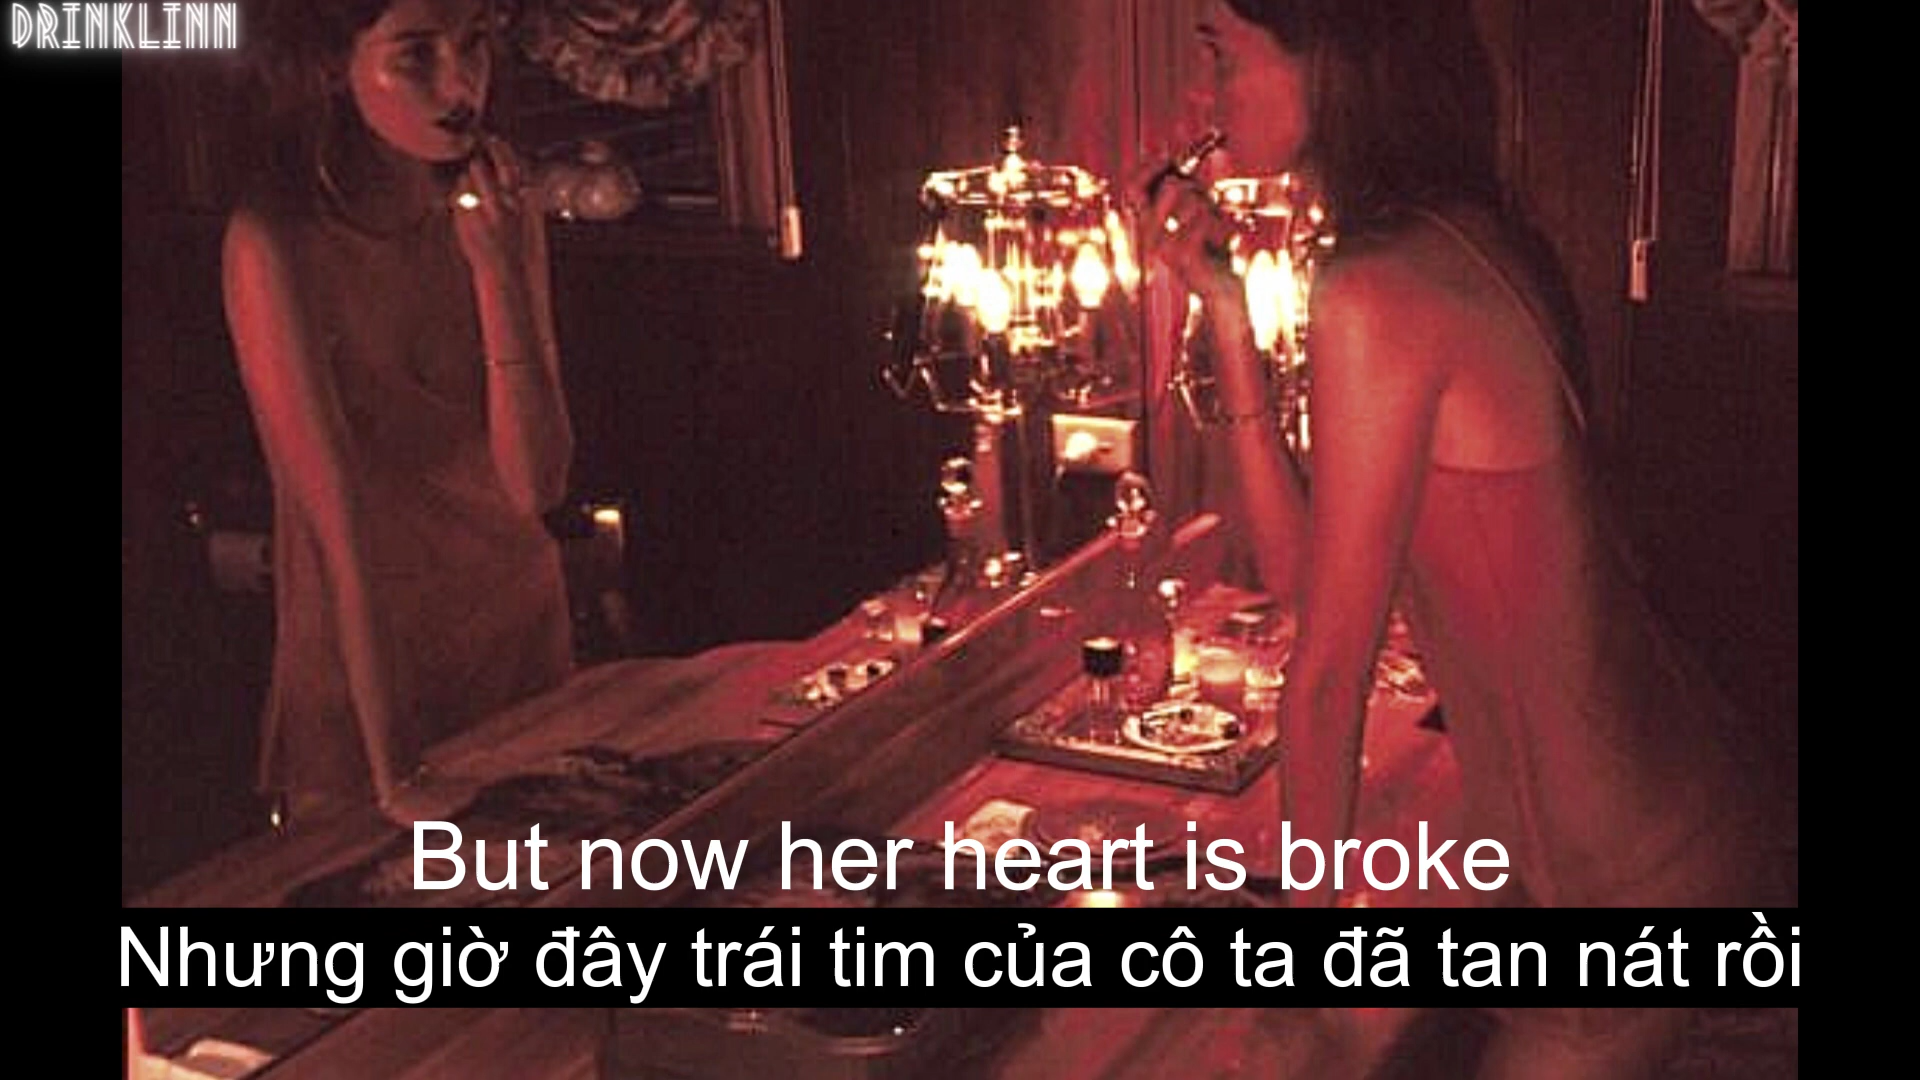 DRINKLINN
But now her heart is broke
Nhưng giờ đây trái tim của cô ta đã tan nát rồi